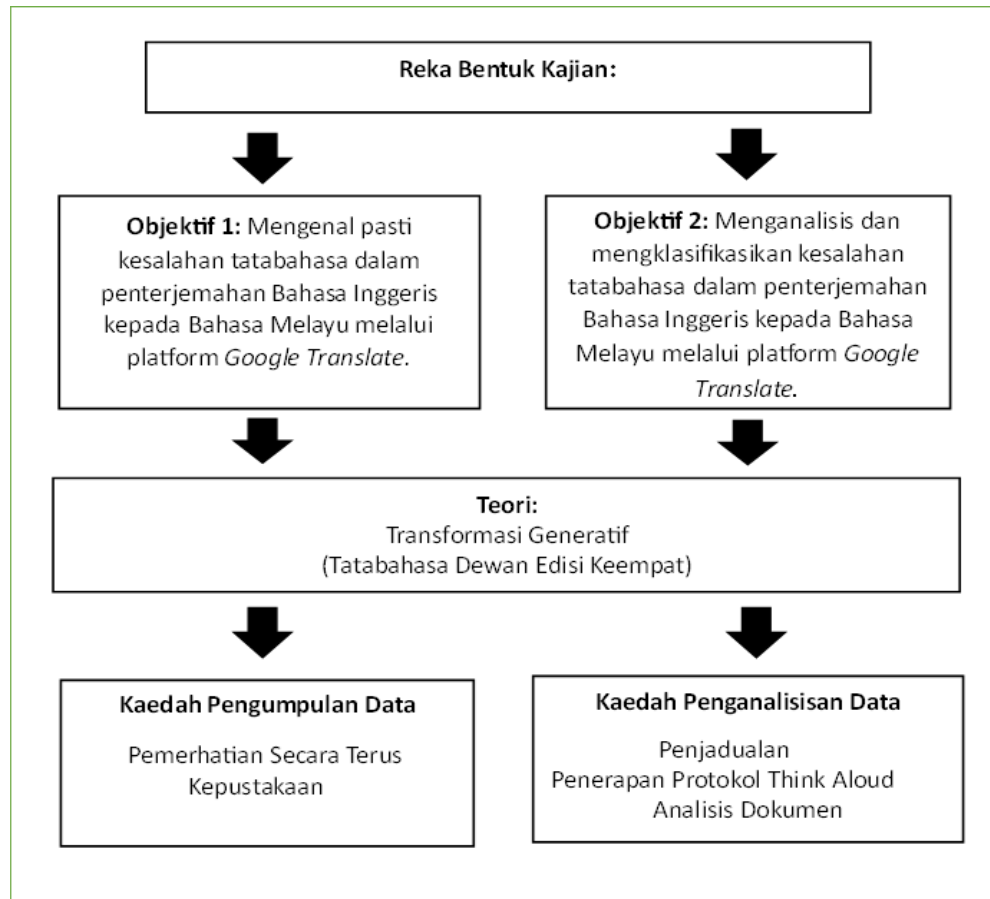 Reka Bentuk Kajian:
Objektif 1: Mengenal pasti
kesalahan tatabahasa dalam
penterjemahan Bahasa Inggeris
kepada Bahasa Melayu melalui
platform Google Translate.
Objektif 2: Menganalisis dan
mengklasifikasikan kesalahan
tatabahasa dalam penterjemahan
Bahasa Inggeris kepada Bahasa
Melayu melalui platform Google
Translate.
Teori:
Transformasi Generatif
(Tatabahasa Dewan Edisi Keempat)
Kaedah Pengumpulan Data
Pemerhatian Secara Terus
Kepustakaan
Kaedah Penganalisisan Data
Penjadualan
Penerapan Protokol Think Aloud
Analisis Dokumen